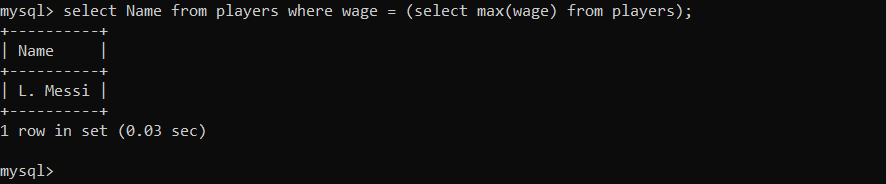 mysql> select Name from players where wage = (select max(wage) from players);
+----------+
| Name     |
+----------+
| L. Messi |
+----------+
1 row in set (0.03 sec)
mysql>